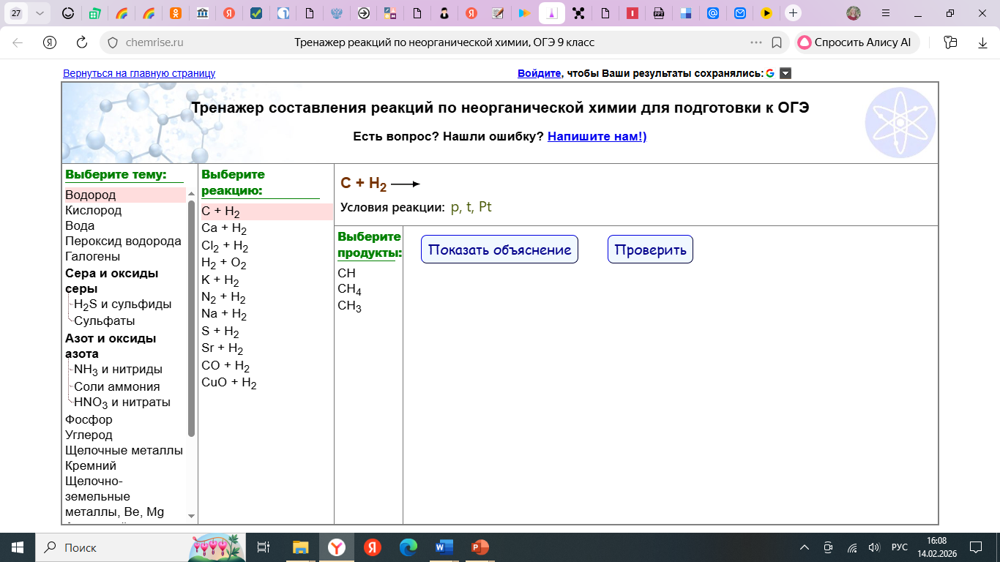 27
chemrise.ru
Тренажер реакций по неорганической химии, ОГЭ 9 класс
Спросить Алису AI
Вернуться на главную страницу
Войдите, чтобы Ваши результаты сохранялись:
Тренажер составления реакций по неорганической химии для подготовки к ОГЭ
Есть вопрос? Нашли ошибку? Напишите нам!)
Выберите тему:
Водород
Кислород
Вода
Пероксид водорода
Галогены
Сера и оксиды
серы
H₂S и сульфиды
Сульфаты
Азот и оксиды
азота
NH₃ и нитриды
Соли аммония
HNO₃ и нитраты
Фосфор
Углерод
Щелочные металлы
Кремний
Щелочно-
земельные
металлы, Be, Mg
Выберите
реакцию:
C + H₂
Ca + H₂
Cl₂ + H₂
H₂ + O₂
K + H₂
N₂ + H₂
Na + H₂
S + H₂
Sr + H₂
CO + H₂
CuO + H₂
C + H₂ ⟶
Условия реакции: p, t, Pt
Выберите
продукты:
CH
CH₄
CH₃
Показать объяснение
Проверить
Поиск
РУС
16:08
14.02.2026